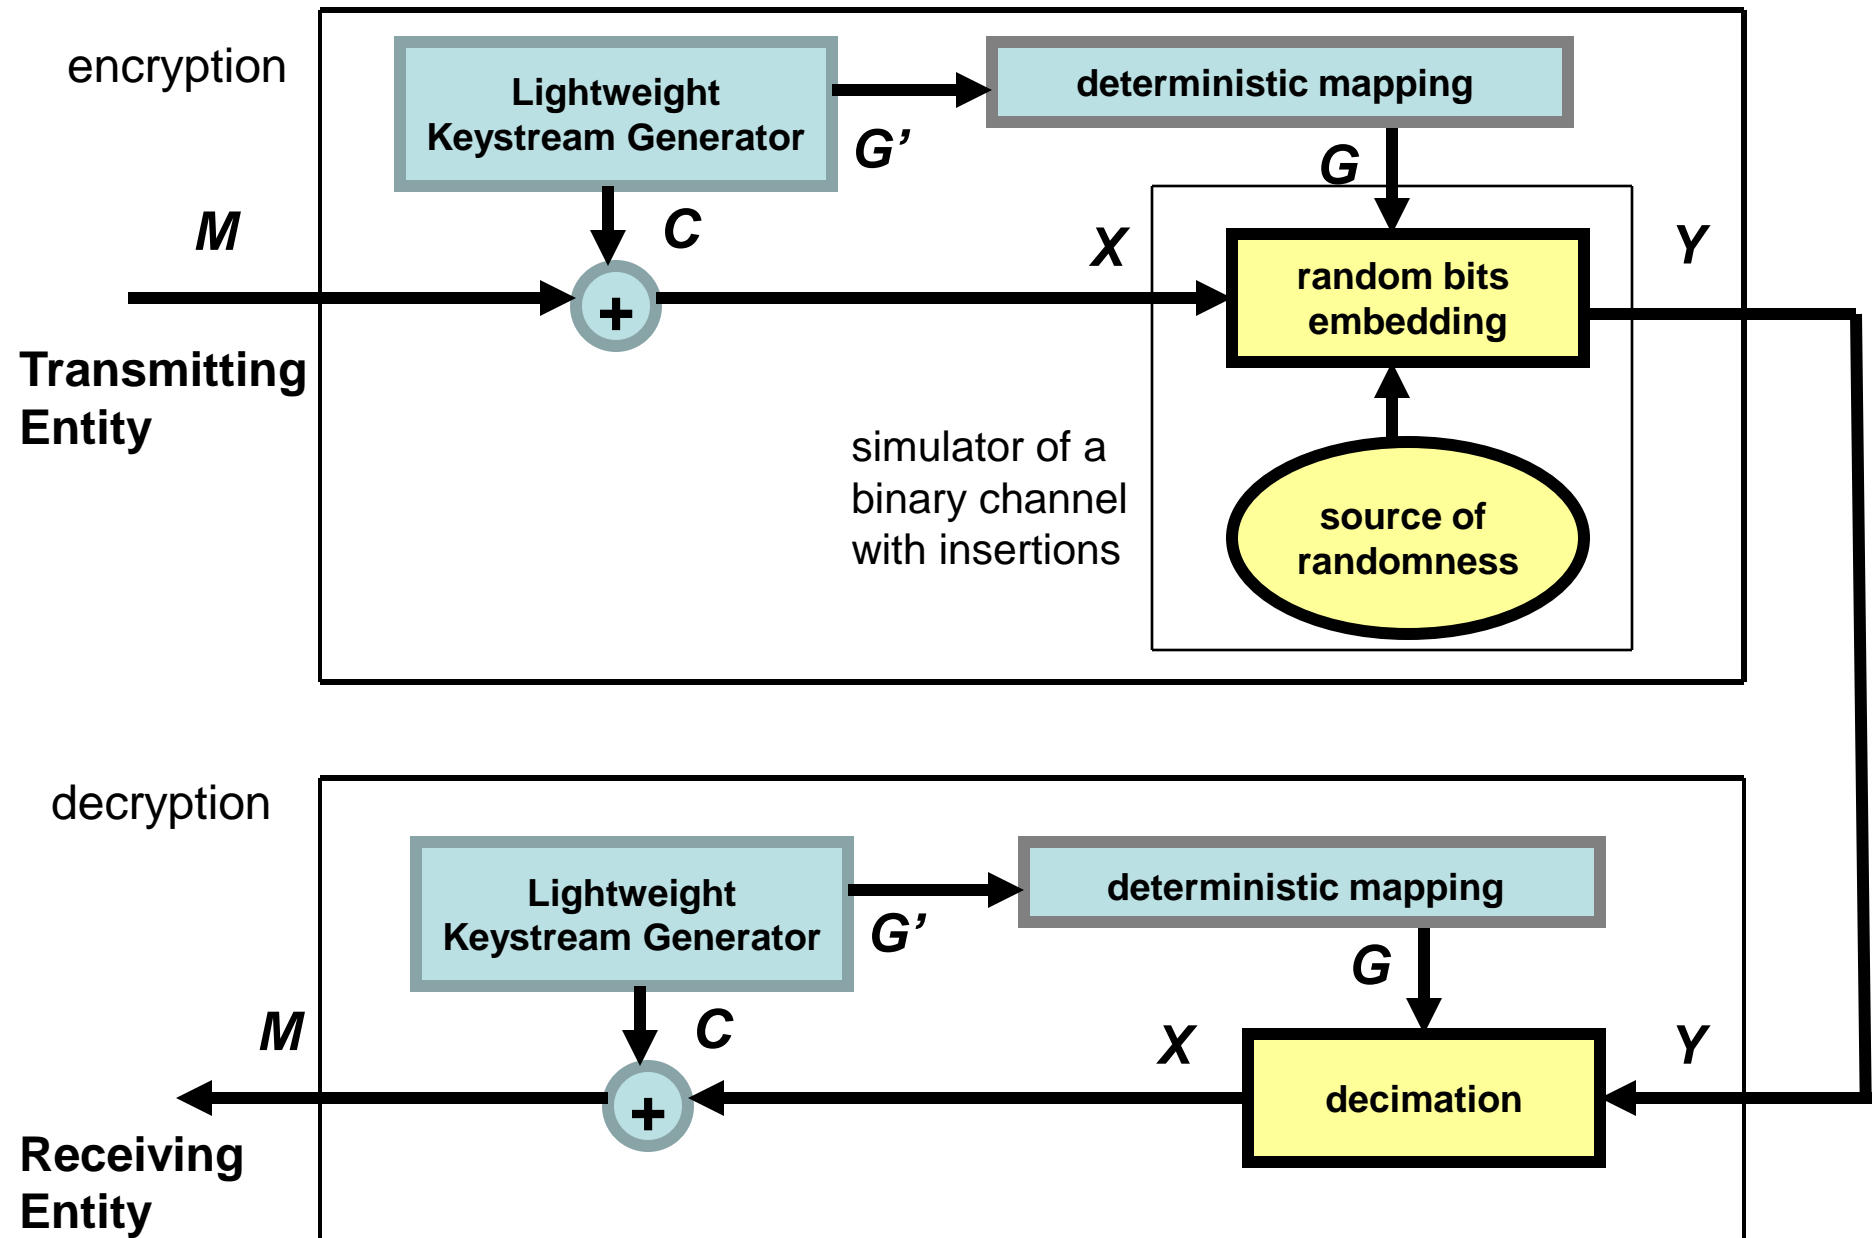 encryption
Lightweight
Keystream Generator
deterministic mapping
G’
G
M
C
X
Y
random bits
embedding
+
Transmitting
Entity
simulator of a
binary channel
with insertions
source of
randomness
decryption
Lightweight
Keystream Generator
deterministic mapping
G’
G
M
C
X
Y
decimation
+
Receiving
Entity